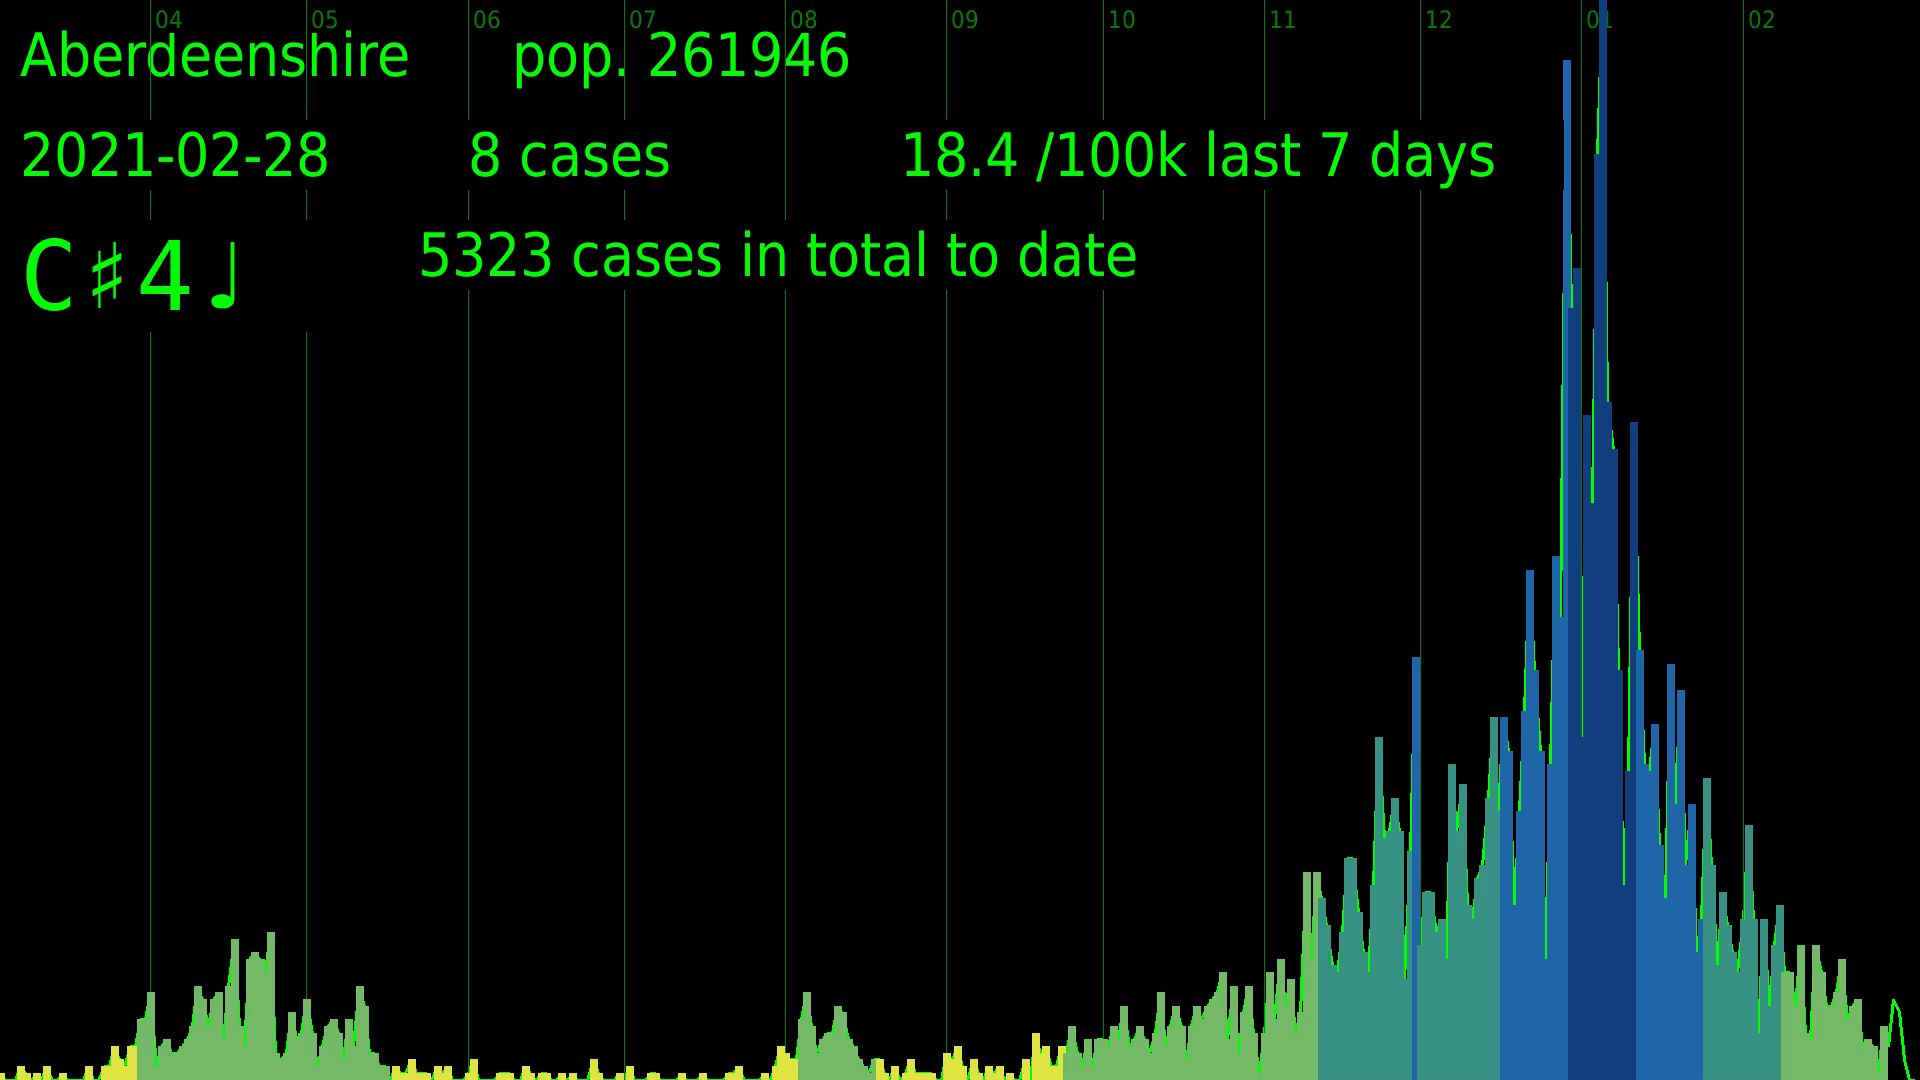 04 05 06 07 08 09 10 11 12 01 02
Aberdeenshire pop. 261946
2021-02-28 8 cases 18.4 /100k last 7 days
C♯4♩ 5323 cases in total to date